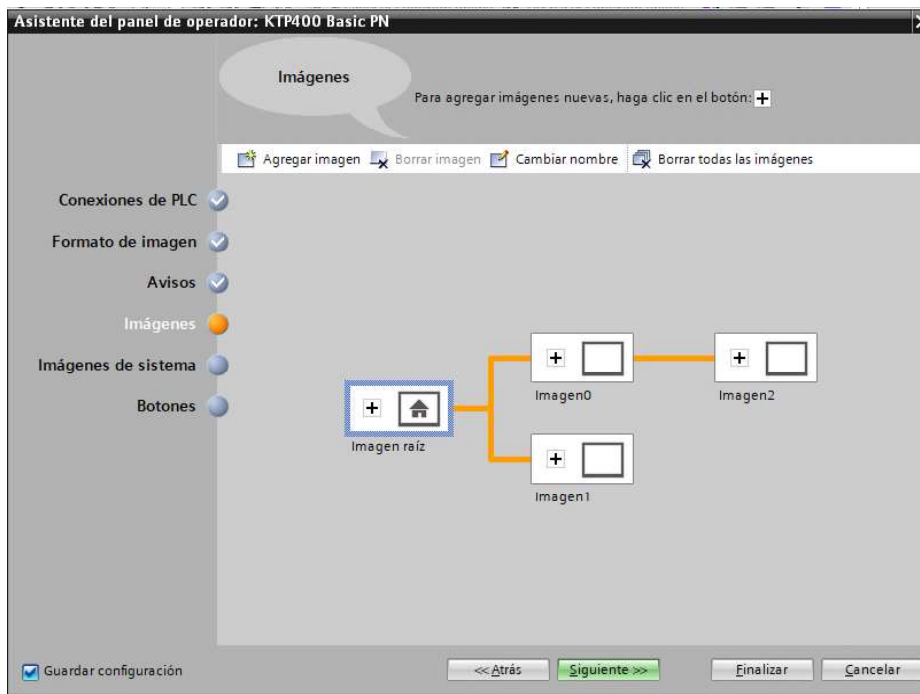 Asistente del panel de operador: KTP400 Basic PN
Imágenes
Para agregar imágenes nuevas, haga clic en el botón:
Agregar imagen Borrar imagen Cambiar nombre Borrar todas las imágenes
Conexiones de PLC
Formato de imagen
Avisos
Imágenes
Imágenes de sistema
Botones
Imagen raíz
Imagen0
Imagen2
Imagen1
Guardar configuración
<<Atrás Siguiente >> Finalizar Cancelar